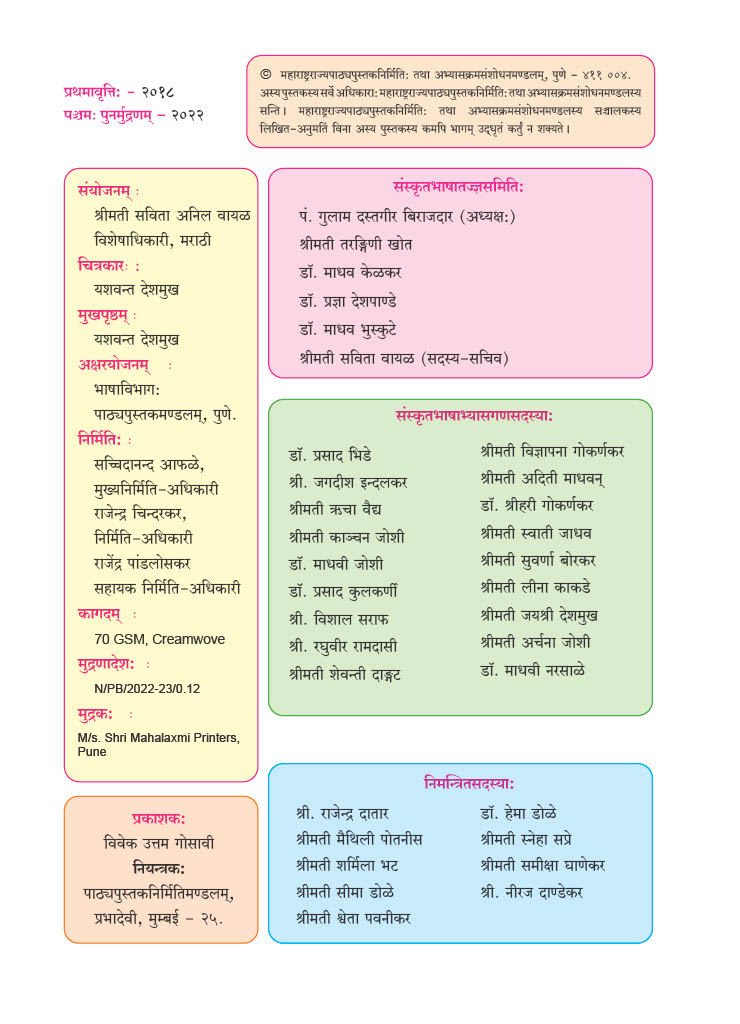 प्रथमावृत्ति: - २०१८
पञ्चमः पुनर्मुद्रणम् - २०२२
© महाराष्ट्रराज्यपाठ्यपुस्तकनिर्मिति: तथा अभ्यासक्रमसंशोधनमण्डलम्, पुणे - ४११ ००४.
अस्य पुस्तकस्य सर्वे अधिकारा: महाराष्ट्रराज्यपाठ्यपुस्तकनिर्मिति: तथा अभ्यासक्रमसंशोधनमण्डलस्य
सन्ति। महाराष्ट्रराज्यपाठ्यपुस्तकनिर्मिति: तथा अभ्यासक्रमसंशोधनमण्डलस्य सञ्चालकस्य
लिखित-अनुमतिं विना अस्य पुस्तकस्य कमपि भागम् उद्धृतं कर्तुं न शक्यते।
संयोजनम् :
श्रीमती सविता अनिल वायळ
विशेषाधिकारी, मराठी
चित्रकारः :
यशवन्त देशमुख
मुखपृष्ठम् :
यशवन्त देशमुख
अक्षरयोजनम् :
भाषाविभाग:
पाठ्यपुस्तकमण्डलम्, पुणे.
निर्मिति: :
सच्चिदानन्द आफळे,
मुख्यनिर्मिति-अधिकारी
राजेन्द्र चिन्दरकर,
निर्मिति-अधिकारी
राजेंद्र पांडलोसकर
सहायक निर्मिति-अधिकारी
कागदम् :
70 GSM, Creamwove
मुद्रणादेश: :
N/PB/2022-23/0.12
मुद्रक: :
M/s. Shri Mahalaxmi Printers,
Pune
प्रकाशक:
विवेक उत्तम गोसावी
नियन्त्रक:
पाठ्यपुस्तकनिर्मितिमण्डलम्,
प्रभादेवी, मुम्बई - २५.
संस्कृतभाषातज्ज्ञसमिति:
पं. गुलाम दस्तगीर बिराजदार (अध्यक्ष:)
श्रीमती तरङ्गिणी खोत
डॉ. माधव केळकर
डॉ. प्रज्ञा देशपाण्डे
डॉ. माधव भुस्कुटे
श्रीमती सविता वायळ (सदस्य-सचिव)
संस्कृतभाषाभ्यासगणसदस्या:
डॉ. प्रसाद भिडे
श्री. जगदीश इन्दलकर
श्रीमती ऋचा वैद्य
श्रीमती काञ्चन जोशी
डॉ. माधवी जोशी
डॉ. प्रसाद कुलकर्णी
श्री. विशाल सराफ
श्री. रघुवीर रामदासी
श्रीमती शेवन्ती दाङ्गट
श्रीमती विज्ञापना गोकर्णकर
श्रीमती अदिती माधवन्
डॉ. श्रीहरी गोकर्णकर
श्रीमती स्वाती जाधव
श्रीमती सुवर्णा बोरकर
श्रीमती लीना काकडे
श्रीमती जयश्री देशमुख
श्रीमती अर्चना जोशी
डॉ. माधवी नरसाळे
निमन्त्रितसदस्या:
श्री. राजेन्द्र दातार
श्रीमती मैथिली पोतनीस
श्रीमती शर्मिला भट
श्रीमती सीमा डोळे
श्रीमती श्वेता पवनीकर
डॉ. हेमा डोळे
श्रीमती स्नेहा सप्रे
श्रीमती समीक्षा घाणेकर
श्री. नीरज दाण्डेकर